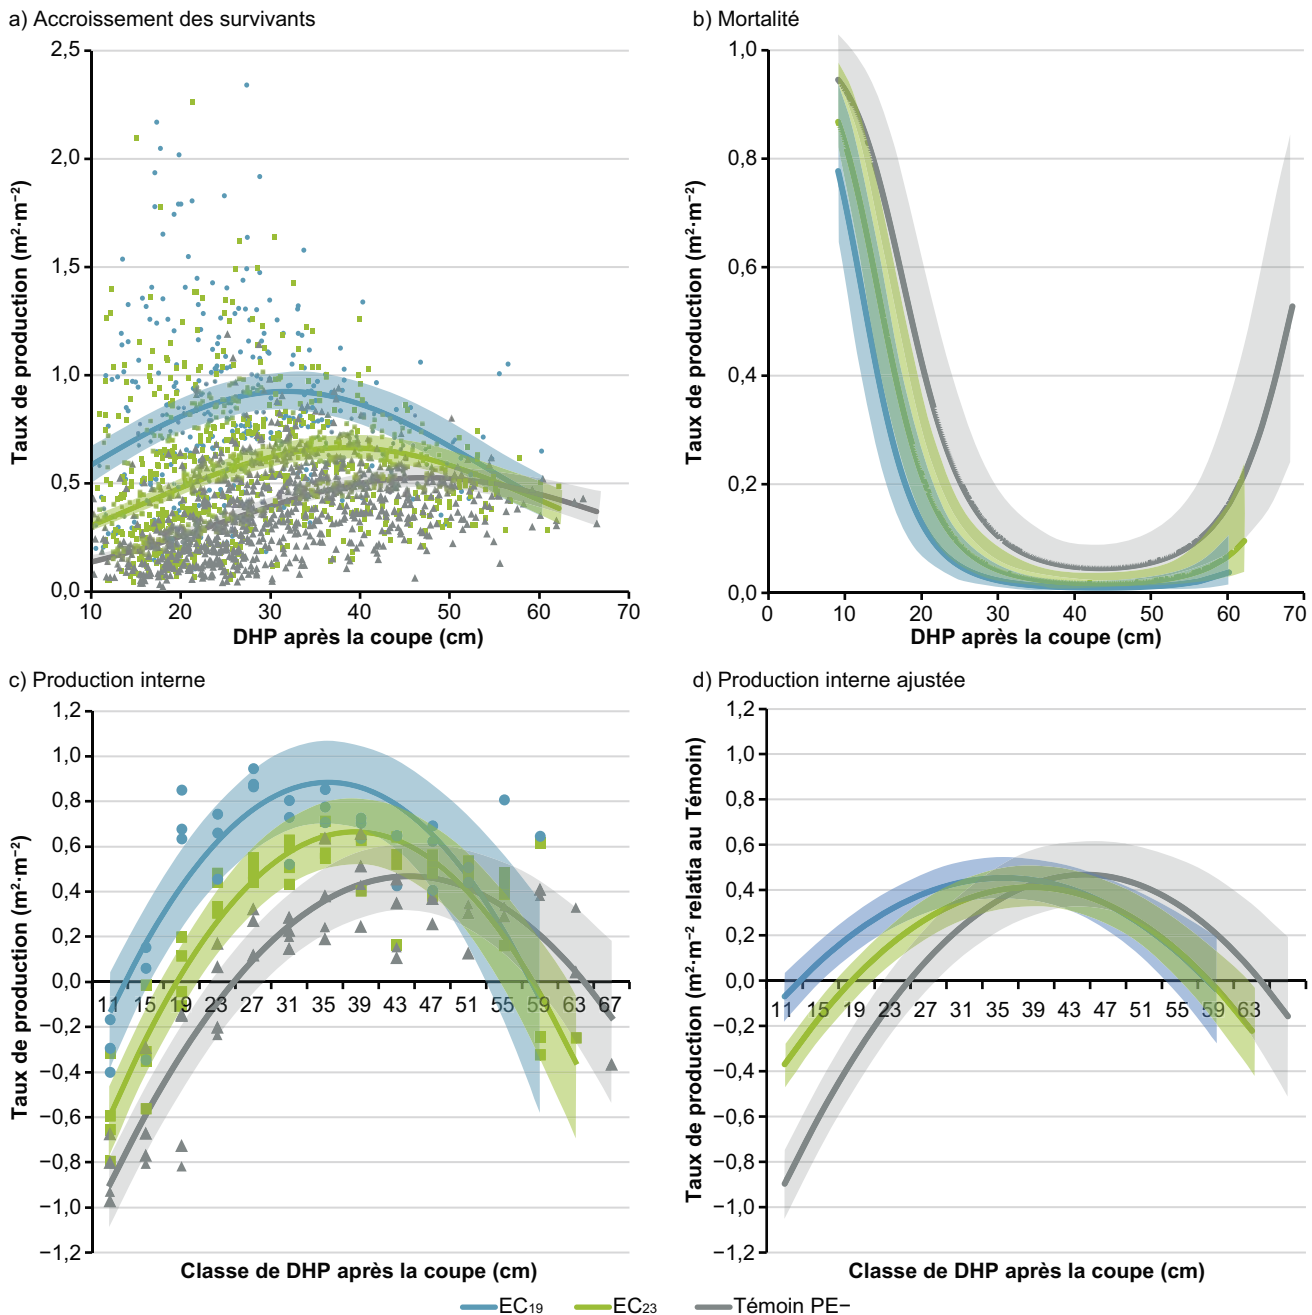 a) Accroissement des survivants
2,5
2,0
1,5
1,0
0,5
0,0
10 20 30 40 50 60 70
Taux de production (m²·m⁻²)
DHP après la coupe (cm)
b) Mortalité
1,0
0,8
0,6
0,4
0,2
0,0
0 10 20 30 40 50 60 70
Taux de production (m²·m⁻²)
DHP après la coupe (cm)
c) Production interne
1,2
1,0
0,8
0,6
0,4
0,2
0,0
−0,2
−0,4
−0,6
−0,8
−1,0
−1,2
11 15 19 23 27 31 35 39 43 47 51 55 59 63 67
Taux de production (m²·m⁻²)
Classe de DHP après la coupe (cm)
d) Production interne ajustée
1,2
1,0
0,8
0,6
0,4
0,2
0,0
−0,2
−0,4
−0,6
−0,8
−1,0
−1,2
11 15 19 23 27 31 35 39 43 47 51 55 59 63
Taux de production (m²·m⁻² relatia au Témoin)
Classe de DHP après la coupe (cm)
EC₁₉ EC₂₃ Témoin PE−